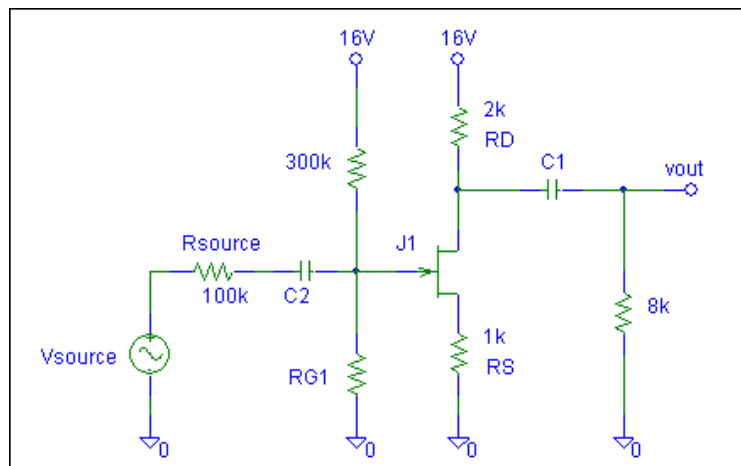 16V
16V
2k
RD
300k
C1
vout
Rsource
J1
100k
C2
8k
1k
RS
Vsource
RG1
0
0
0
0